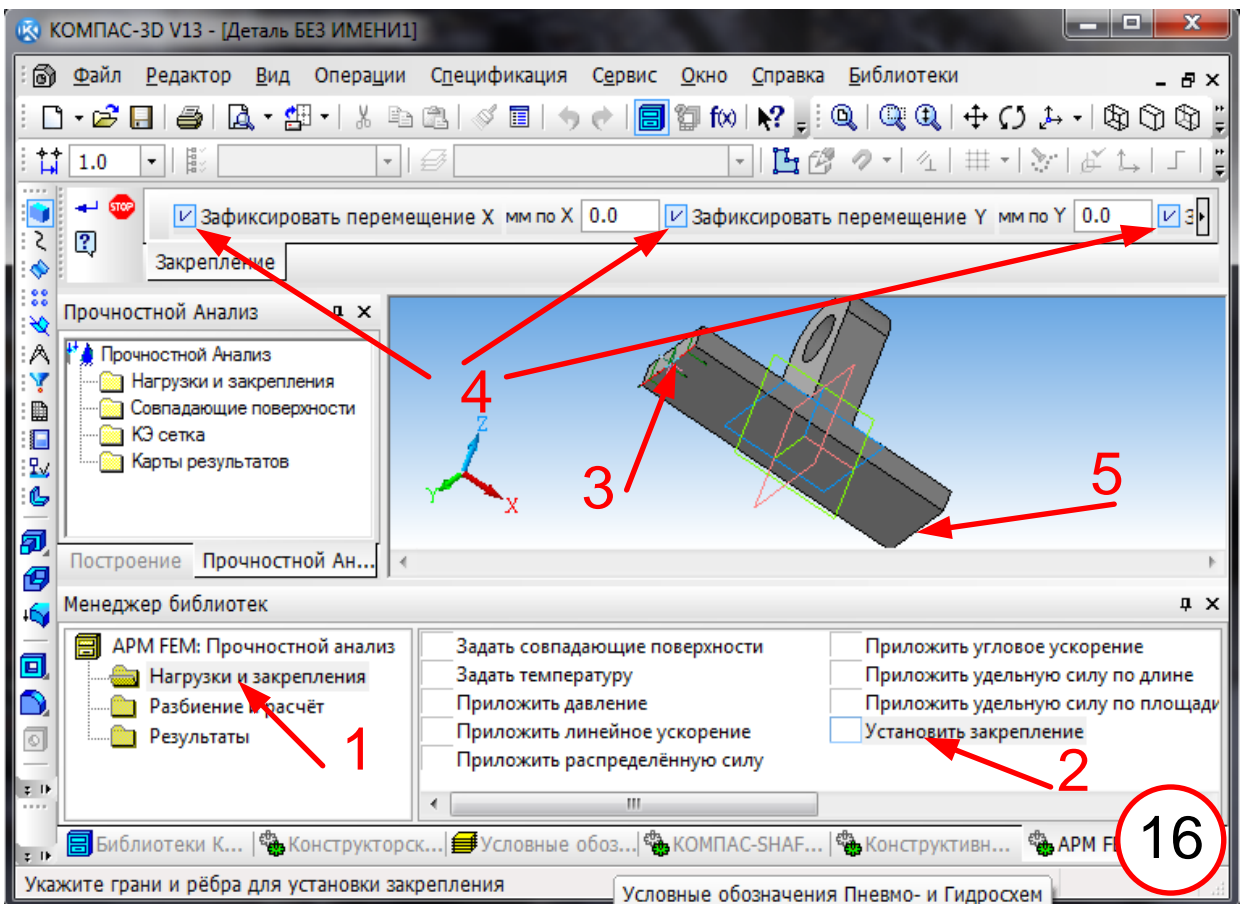 КОМПАС-3D V13 - [Деталь БЕЗ ИМЕНИ1]
Файл Редактор Вид Операции Спецификация Сервис Окно Справка Библиотеки
f(x)
1.0
STOP Зафиксировать перемещение X мм по X 0.0 Зафиксировать перемещение Y мм по Y 0.0 З
Закрепление
Прочностной Анализ
Прочностной Анализ
Нагрузки и закрепления
Совпадающие поверхности
КЭ сетка
Карты результатов
Построение Прочностной Ан...
4
Z
Y
X
3
5
Менеджер библиотек
APM FEM: Прочностной анализ
Нагрузки и закрепления
Разбиение и расчёт
Результаты
1
Задать совпадающие поверхности
Задать температуру
Приложить давление
Приложить линейное ускорение
Приложить распределённую силу
Приложить угловое ускорение
Приложить удельную силу по длине
Приложить удельную силу по площади
Установить закрепление
2
Библиотеки К... Конструкторск... Условные обоз... КОМПАС-SHAF... Конструктивн... APM FE
16
Укажите грани и рёбра для установки закрепления
Условные обозначения Пневмо- и Гидросхем